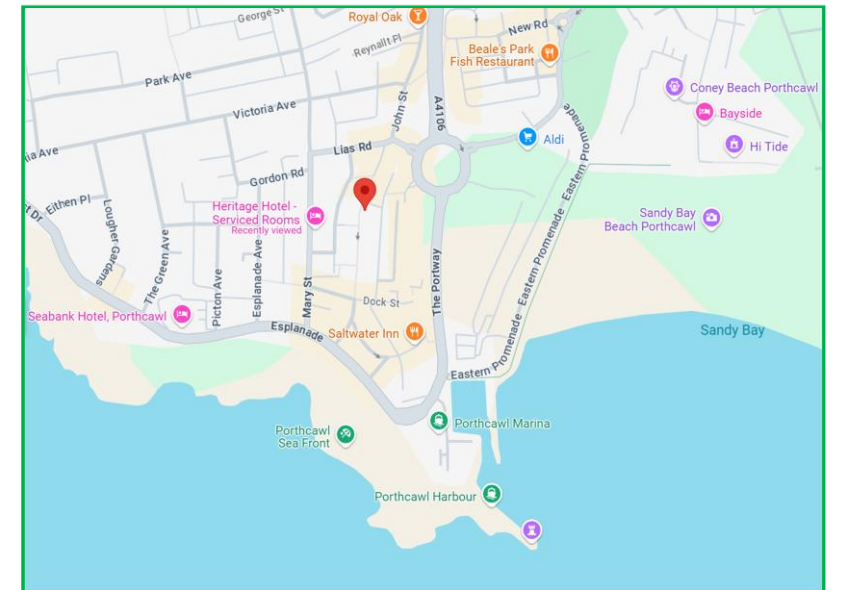 George St
Royal Oak
New Rd
Reynallt Pl
Beale's Park
Fish Restaurant
Park Ave
Coney Beach Porthcawl
Victoria Ave
John St
A4106
Bayside
Aldi
Hi Tide
Lias Rd
ia Ave
Gordon Rd
Eithen Pl
Heritage Hotel -
Serviced Rooms
Recently viewed
Sandy Bay
Beach Porthcawl
t Dr
Lougher Gardens
The Green Ave
Picton Ave
Esplanade Ave
Mary St
The Portway
Eastern Promenade
Eastern Promenade
Dock St
Seabank Hotel, Porthcawl
Esplanade
Saltwater Inn
Sandy Bay
Eastern Promenade
Porthcawl Marina
Porthcawl
Sea Front
Porthcawl Harbour